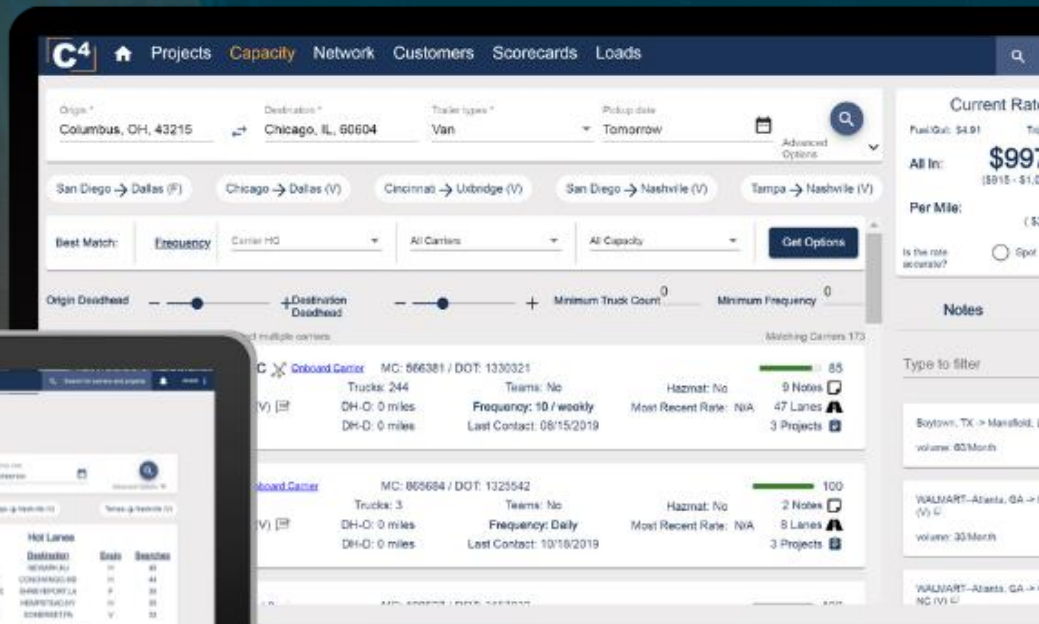 C4 Projects Capacity Network Customers Scorecards Loads
Origin * Destination * Trailer types * Pickup date
Columbus, OH, 43215 Chicago, IL, 60604 Van Tomorrow
Advanced Options
San Diego → Dallas (F) Chicago → Dallas (V) Cincinnati → Uxbridge (V) San Diego → Nashville (V) Tampa → Nashville (V)
Best Match: Frequency Carrier HQ All Carriers All Capacity Get Options
Origin Deadhead − + Destination Deadhead − + Minimum Truck Count 0 Minimum Frequency 0
multiple carriers Matching Carriers 173
C Onboard Carrier MC: 566381 / DOT: 1330321 85
Trucks: 244 Teams: No Hazmat: No 9 Notes
(V) DH-O: 0 miles Frequency: 10 / weekly Most Recent Rate: N/A 47 Lanes
DH-D: 0 miles Last Contact: 08/15/2019 3 Projects
Carrier MC: 865684 / DOT: 1325542 100
Trucks: 3 Teams: No Hazmat: No 2 Notes
(V) DH-O: 0 miles Frequency: Daily Most Recent Rate: N/A 8 Lanes
DH-D: 0 miles Last Contact: 10/18/2019 3 Projects
Current Rate
Fuel/Gal: $4.91
All In: $997
Per Mile:
Is the rate accurate? Spot
Notes
Type to filter
volume: 60/Month
WALMART--Atlanta, GA ->
(V)
volume: 30/Month
WALMART--Atlanta, GA ->
NC (V)
Hot Lanes
Destination Searches